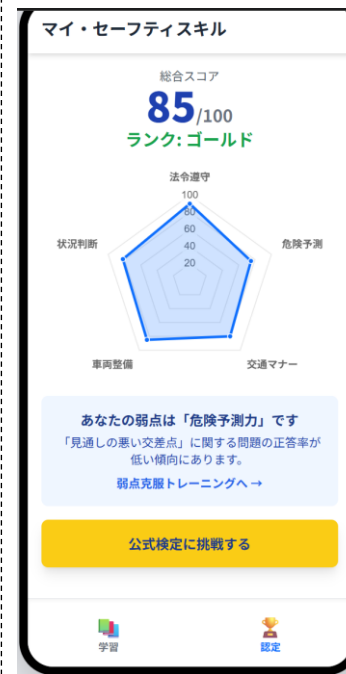 マイ・セーフティスキル
総合スコア
85/100
ランク: ゴールド
法令遵守
100
80
60
40
20
状況判断
危険予測
車両整備
交通マナー
あなたの弱点は「危険予測力」です
「見通しの悪い交差点」に関する問題の正答率が
低い傾向にあります。
弱点克服トレーニングへ →
公式検定に挑戦する
学習
認定